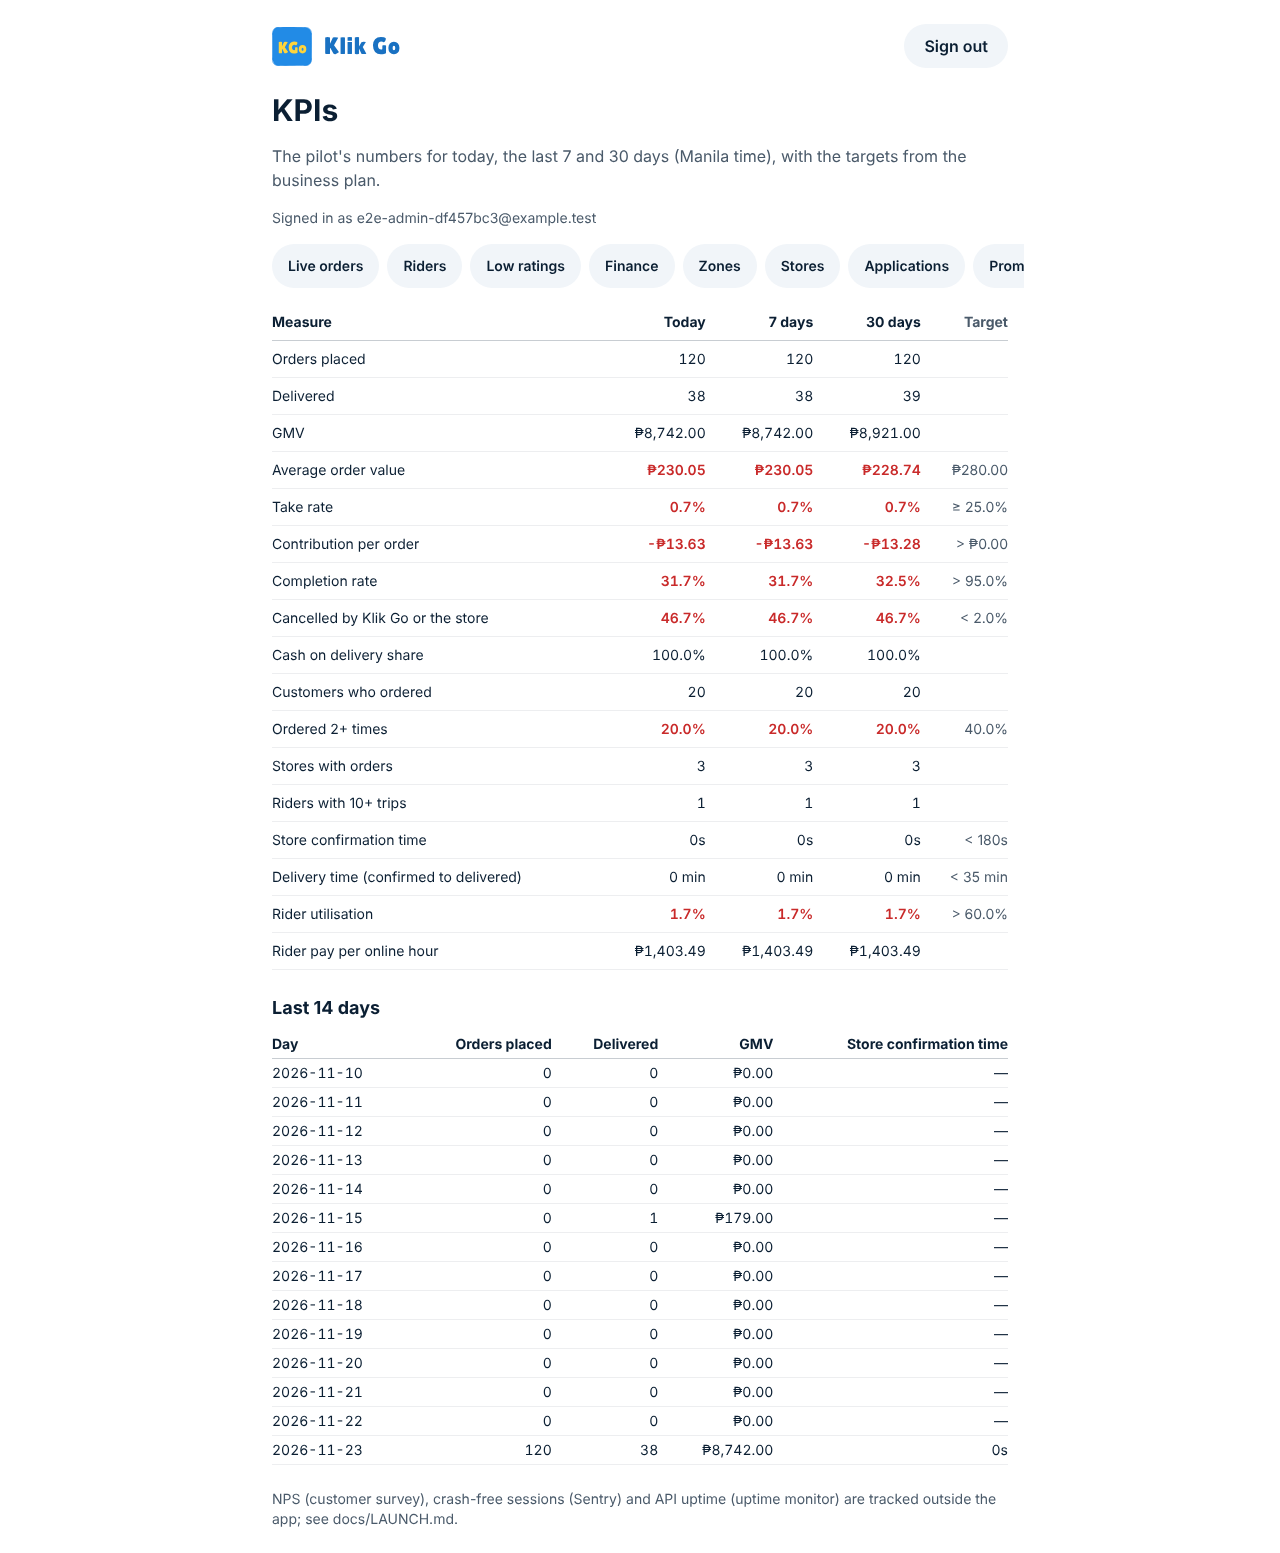 KGo Klik Go Sign out
KPIs
The pilot's numbers for today, the last 7 and 30 days (Manila time), with the targets from the
business plan.
Signed in as e2e-admin-df457bc3@example.test
Live orders Riders Low ratings Finance Zones Stores Applications Prom
Measure Today 7 days 30 days Target
Orders placed 120 120 120
Delivered 38 38 39
GMV ₱8,742.00 ₱8,742.00 ₱8,921.00
Average order value ₱230.05 ₱230.05 ₱228.74 ₱280.00
Take rate 0.7% 0.7% 0.7% ≥ 25.0%
Contribution per order -₱13.63 -₱13.63 -₱13.28 > ₱0.00
Completion rate 31.7% 31.7% 32.5% > 95.0%
Cancelled by Klik Go or the store 46.7% 46.7% 46.7% < 2.0%
Cash on delivery share 100.0% 100.0% 100.0%
Customers who ordered 20 20 20
Ordered 2+ times 20.0% 20.0% 20.0% 40.0%
Stores with orders 3 3 3
Riders with 10+ trips 1 1 1
Store confirmation time 0s 0s 0s < 180s
Delivery time (confirmed to delivered) 0 min 0 min 0 min < 35 min
Rider utilisation 1.7% 1.7% 1.7% > 60.0%
Rider pay per online hour ₱1,403.49 ₱1,403.49 ₱1,403.49
Last 14 days
Day Orders placed Delivered GMV Store confirmation time
2026-11-10 0 0 ₱0.00 —
2026-11-11 0 0 ₱0.00 —
2026-11-12 0 0 ₱0.00 —
2026-11-13 0 0 ₱0.00 —
2026-11-14 0 0 ₱0.00 —
2026-11-15 0 1 ₱179.00 —
2026-11-16 0 0 ₱0.00 —
2026-11-17 0 0 ₱0.00 —
2026-11-18 0 0 ₱0.00 —
2026-11-19 0 0 ₱0.00 —
2026-11-20 0 0 ₱0.00 —
2026-11-21 0 0 ₱0.00 —
2026-11-22 0 0 ₱0.00 —
2026-11-23 120 38 ₱8,742.00 0s
NPS (customer survey), crash-free sessions (Sentry) and API uptime (uptime monitor) are tracked outside the
app; see docs/LAUNCH.md.